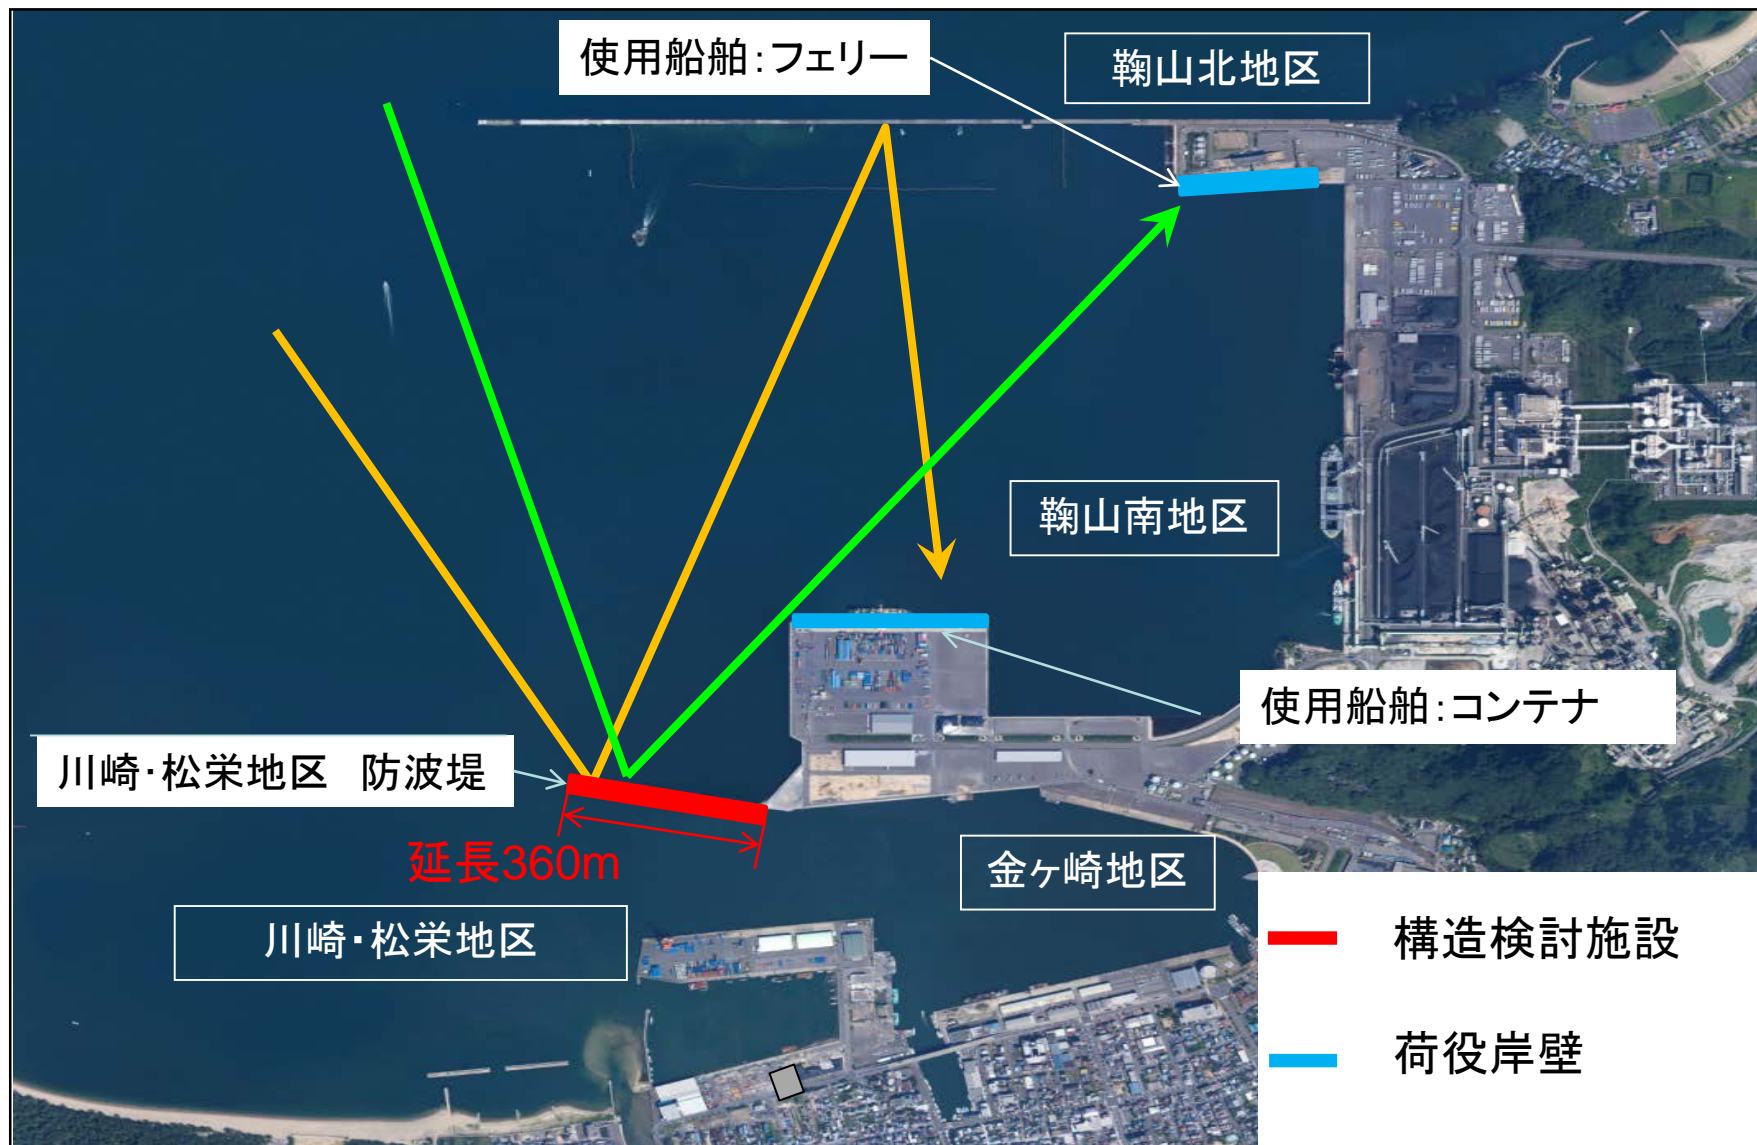 使用船舶:フェリー
鞠山北地区
鞠山南地区
使用船舶:コンテナ
川崎・松栄地区 防波堤
延長360m
金ヶ崎地区
川崎・松栄地区
構造検討施設
荷役岸壁